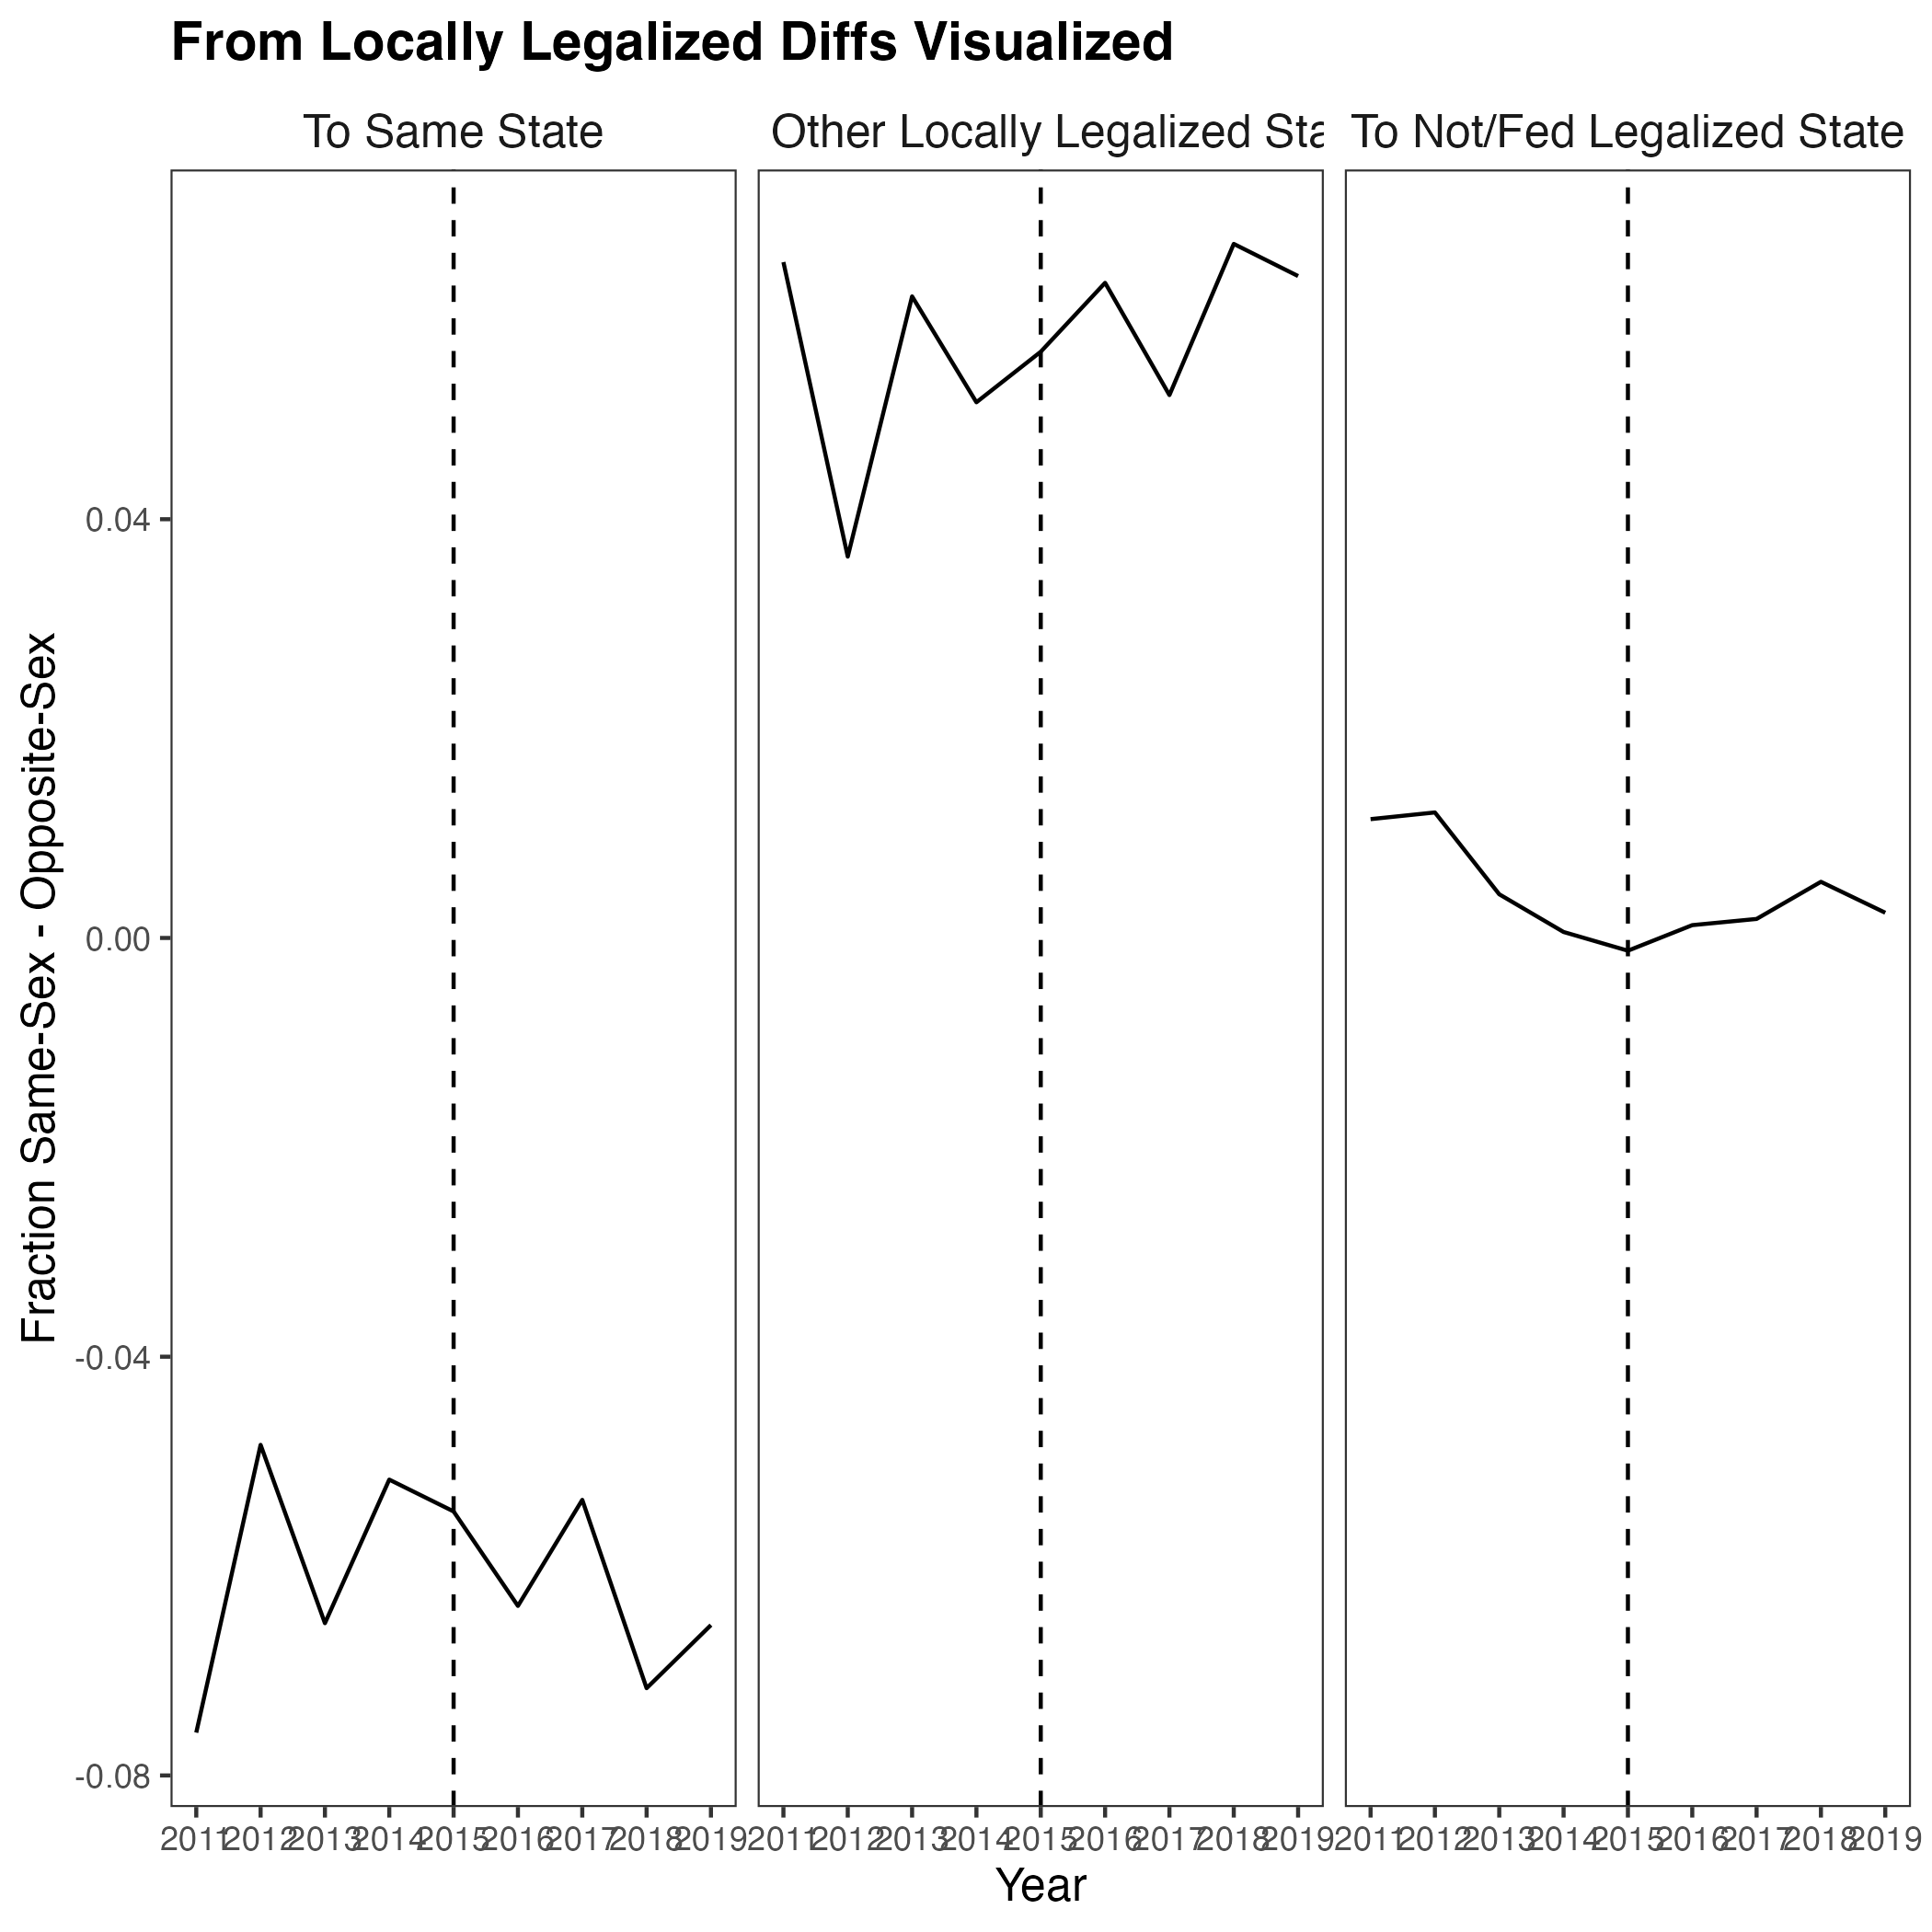 From Locally Legalized Diffs Visualized
To Same State
Other Locally Legalized Sta
To Not/Fed Legalized State
Fraction Same-Sex - Opposite-Sex
0.04
0.00
-0.04
-0.08
2011 2012 2013 2014 2015 2016 2017 2018 2019
2011 2012 2013 2014 2015 2016 2017 2018 2019
2011 2012 2013 2014 2015 2016 2017 2018 2019
Year